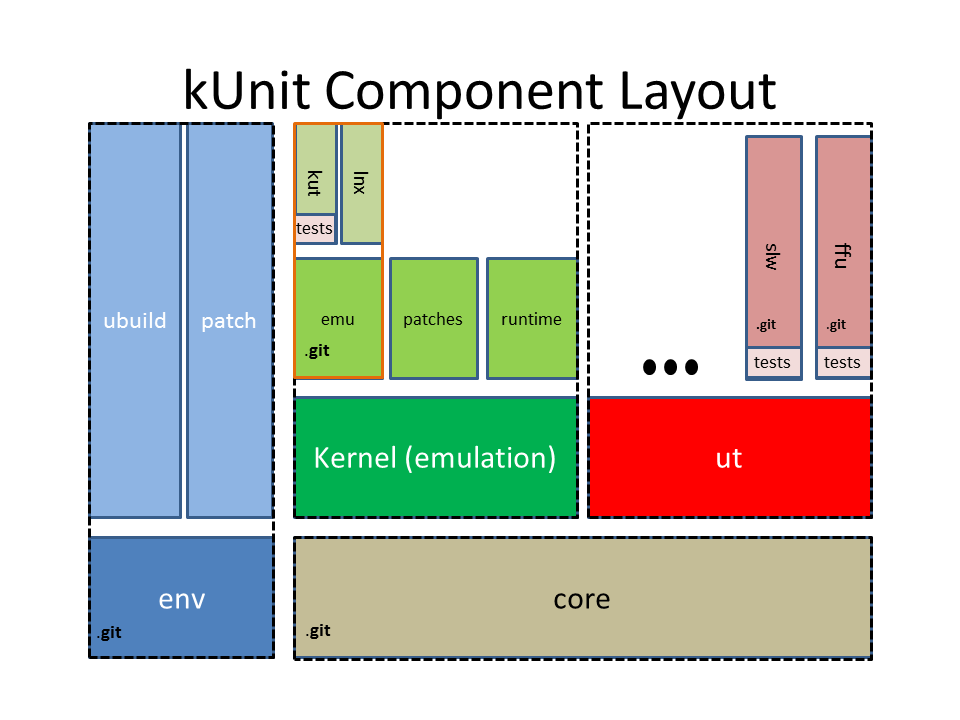 kUnit Component Layout
kut
lnx
tests
ubuild
patch
emu
.git
patches
runtime
slw
.git
tests
ffu
.git
tests
Kernel (emulation)
ut
env
.git
core
.git